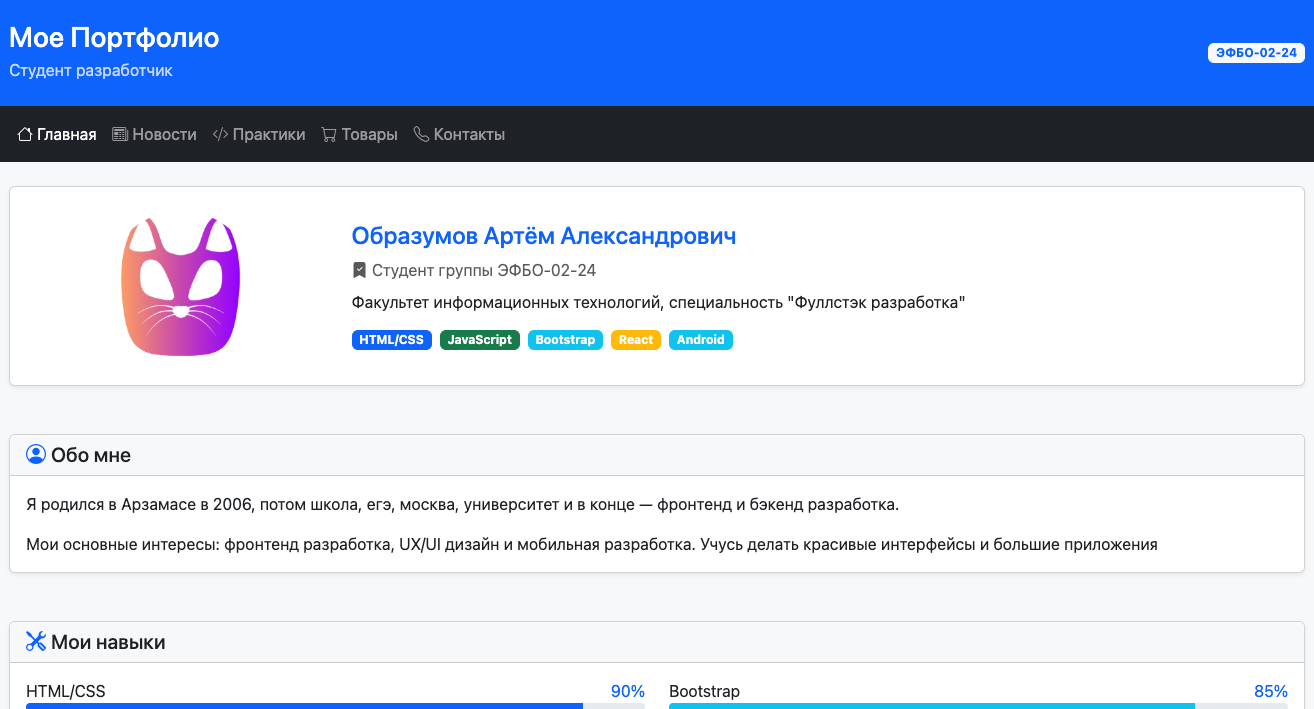 Мое Портфолио
Студент разработчик
ЭФБО-02-24
Главная Новости Практики Товары Контакты
Образумов Артём Александрович
Студент группы ЭФБО-02-24
Факультет информационных технологий, специальность "Фуллстэк разработка"
HTML/CSS JavaScript Bootstrap React Android
Обо мне
Я родился в Арзамасе в 2006, потом школа, егэ, москва, университет и в конце — фронтенд и бэкенд разработка.
Мои основные интересы: фронтенд разработка, UX/UI дизайн и мобильная разработка. Учусь делать красивые интерфейсы и большие приложения
Мои навыки
HTML/CSS 90% Bootstrap 85%